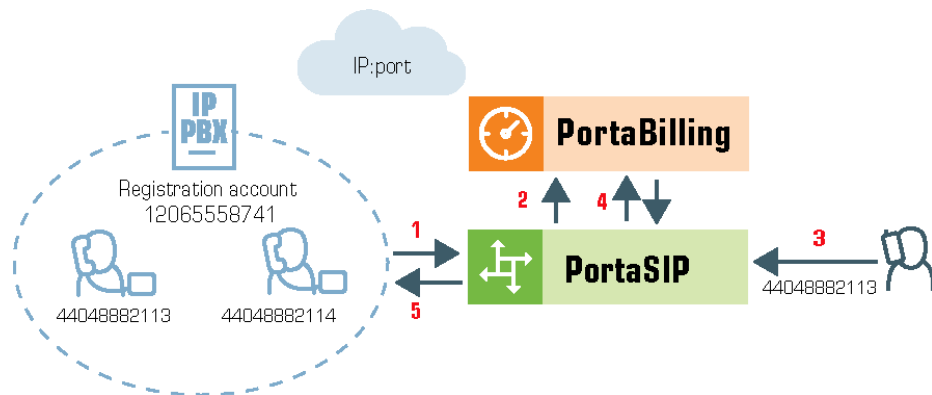 IP:port
IP
PBX
PortaBilling
Registration account
12065558741
2
4
1
3
PortaSIP
44048882113
44048882114
5
44048882113